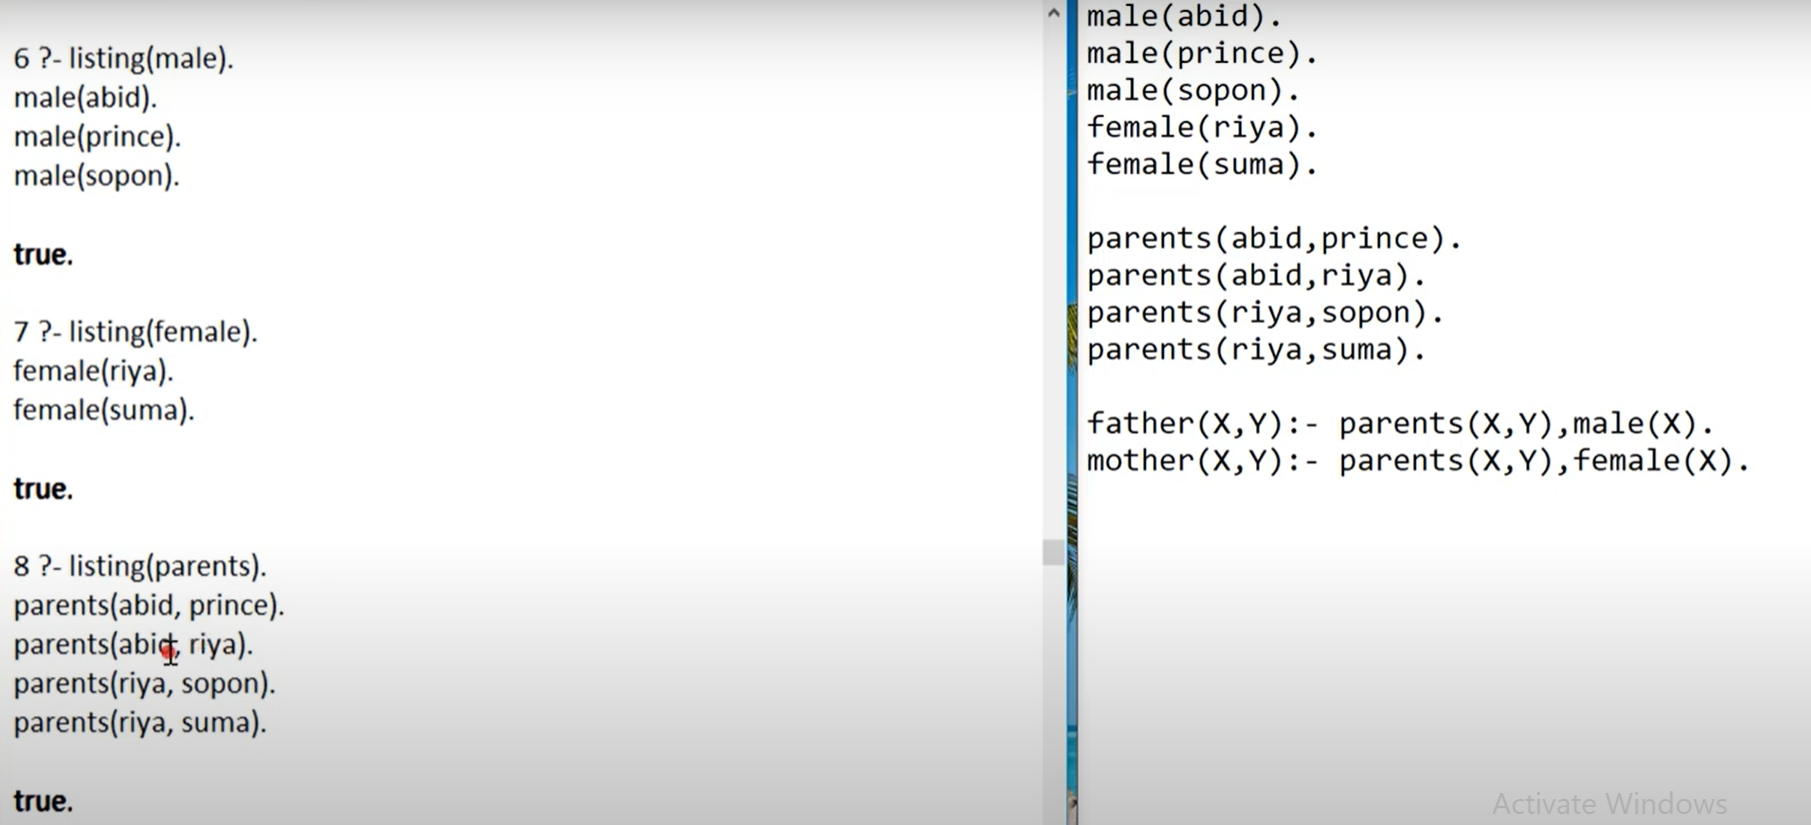 6 ?- listing(male).
male(abid).
male(prince).
male(sopon).
true.
7 ?- listing(female).
female(riya).
female(suma).
true.
8 ?- listing(parents).
parents(abid, prince).
parents(abid, riya).
parents(riya, sopon).
parents(riya, suma).
true.
male(abid).
male(prince).
male(sopon).
female(riya).
female(suma).
parents(abid,prince).
parents(abid,riya).
parents(riya,sopon).
parents(riya,suma).
father(X,Y):- parents(X,Y),male(X).
mother(X,Y):- parents(X,Y),female(X).
Activate Windows